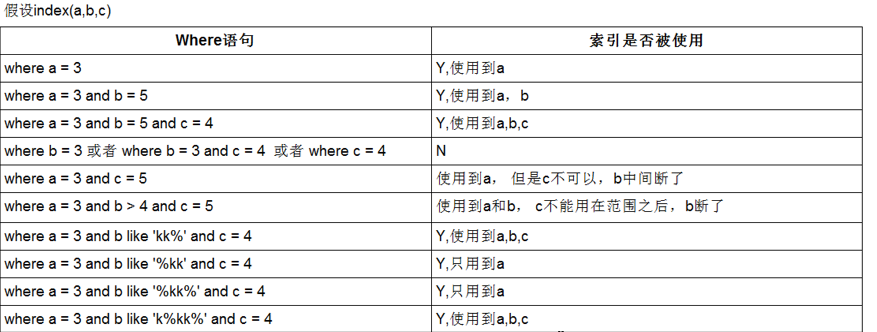 假设index(a,b,c)
Where语句 索引是否被使用
where a = 3 Y,使用到a
where a = 3 and b = 5 Y,使用到a，b
where a = 3 and b = 5 and c = 4 Y,使用到a,b,c
where b = 3 或者 where b = 3 and c = 4 或者 where c = 4 N
where a = 3 and c = 5 使用到a， 但是c不可以，b中间断了
where a = 3 and b > 4 and c = 5 使用到a和b， c不能用在范围之后，b断了
where a = 3 and b like 'kk%' and c = 4 Y,使用到a,b,c
where a = 3 and b like '%kk' and c = 4 Y,只用到a
where a = 3 and b like '%kk%' and c = 4 Y,只用到a
where a = 3 and b like 'k%kk%' and c = 4 Y,使用到a,b,c